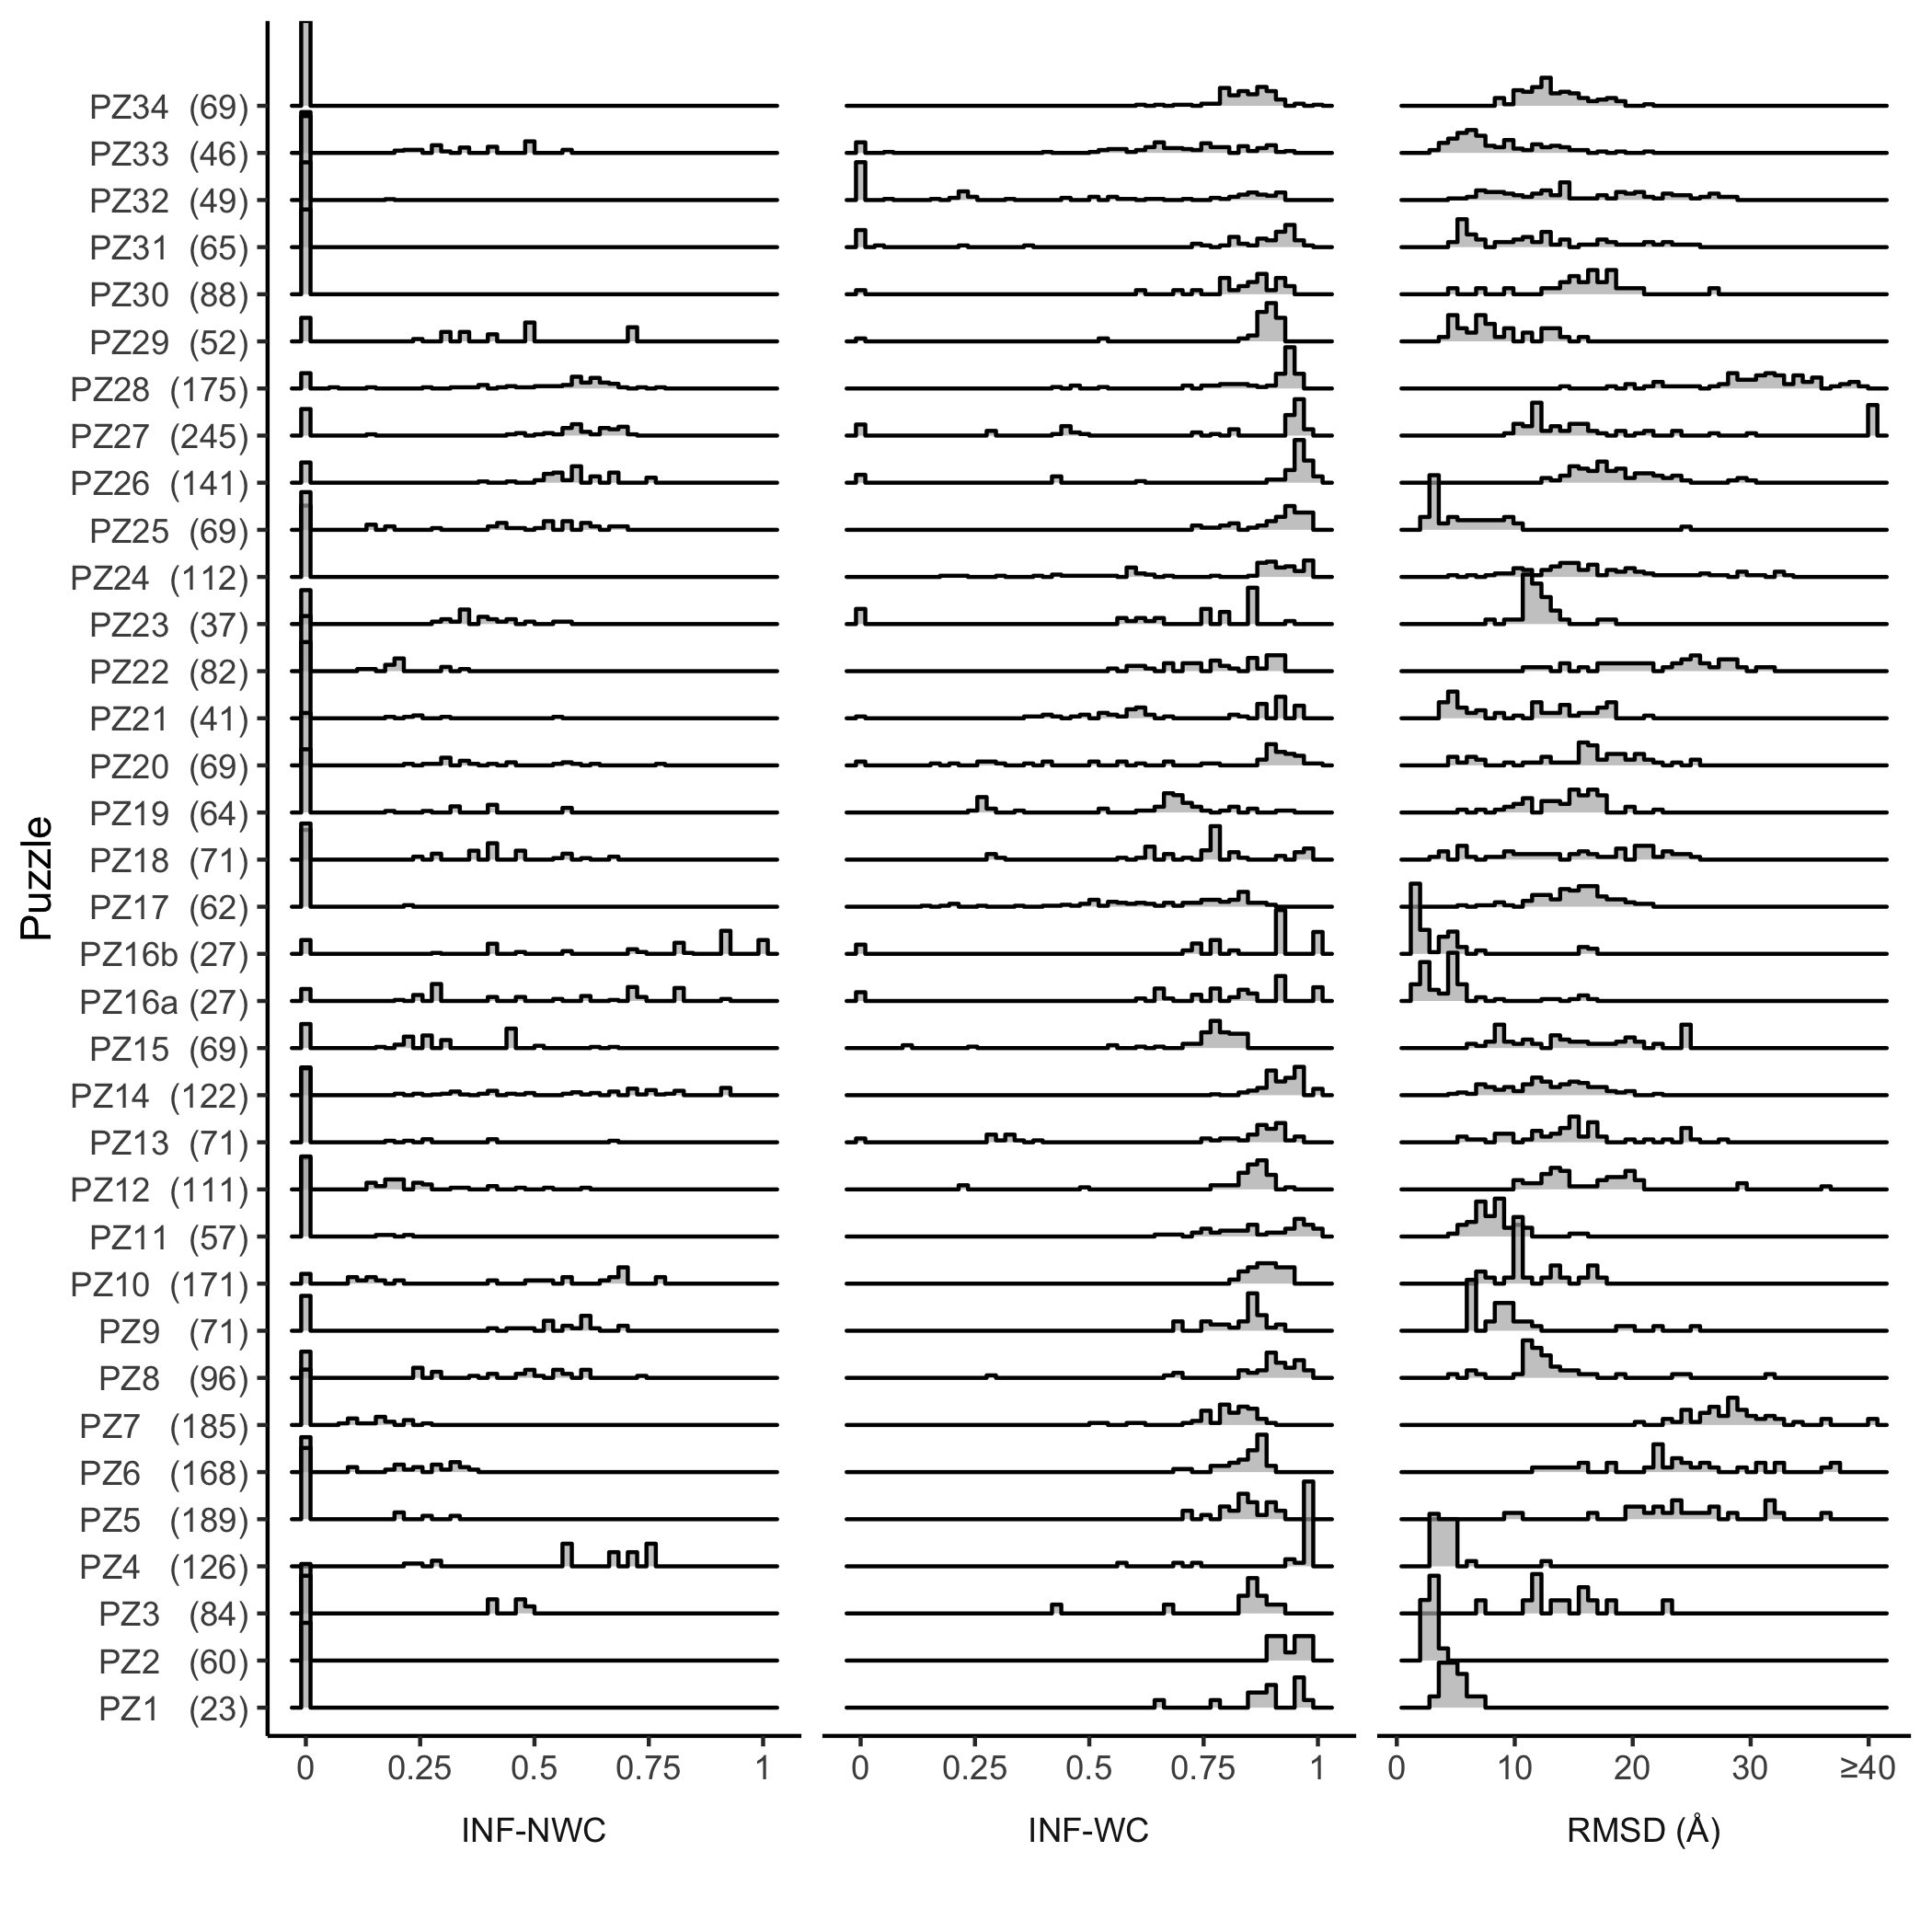 Puzzle
PZ34 (69)
PZ33 (46)
PZ32 (49)
PZ31 (65)
PZ30 (88)
PZ29 (52)
PZ28 (175)
PZ27 (245)
PZ26 (141)
PZ25 (69)
PZ24 (112)
PZ23 (37)
PZ22 (82)
PZ21 (41)
PZ20 (69)
PZ19 (64)
PZ18 (71)
PZ17 (62)
PZ16b (27)
PZ16a (27)
PZ15 (69)
PZ14 (122)
PZ13 (71)
PZ12 (111)
PZ11 (57)
PZ10 (171)
PZ9 (71)
PZ8 (96)
PZ7 (185)
PZ6 (168)
PZ5 (189)
PZ4 (126)
PZ3 (84)
PZ2 (60)
PZ1 (23)
0 0.25 0.5 0.75 1 0 0.25 0.5 0.75 1 0 10 20 30 ≥40
INF-NWC INF-WC RMSD (Å)